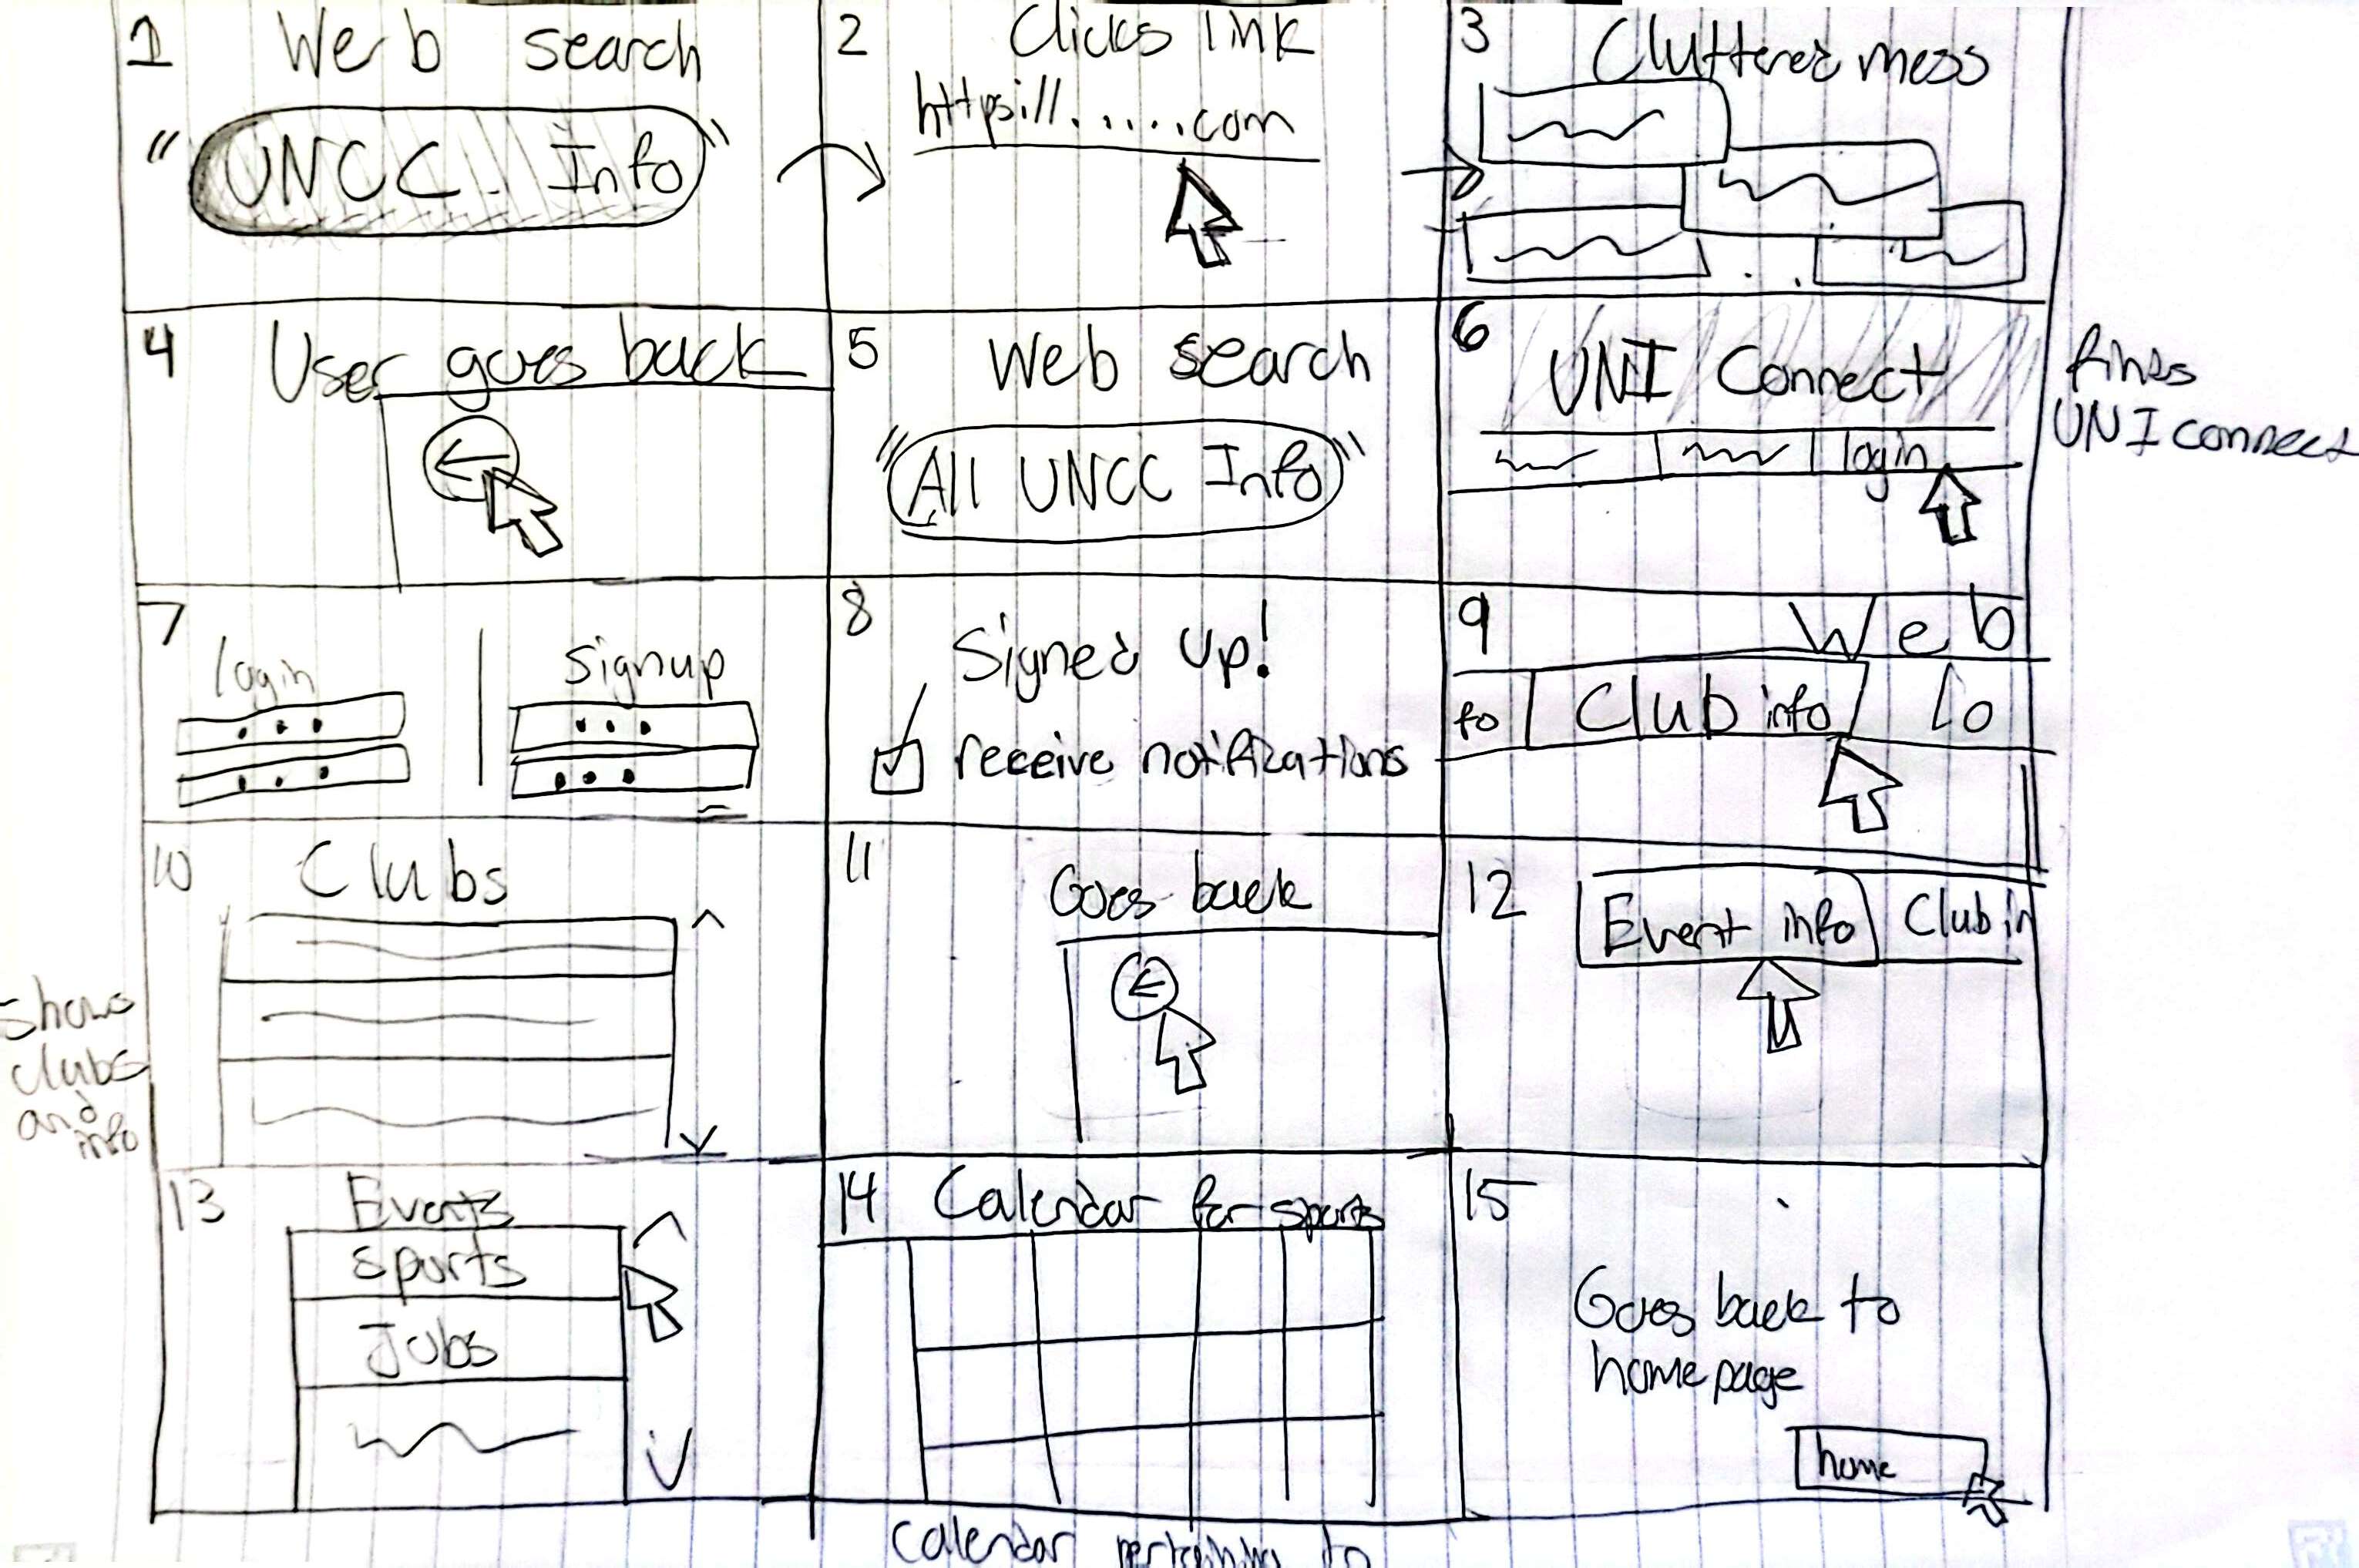 1 Web search
"UNCC. Info"
2 Clicks link
https://......com
3 Cluttered mess
4 User goes back
5 Web search
"All UNCC Info"
6 UNI Connect
login
finds
UNI connect
7
login
signup
8
Signed Up!
receive notifications
9 Web
fo Club info lo
10 Clubs
shows
clubs
and
info
11
Goes back
12
Event info Club in
13 Events
sports
Jobs
14 Calendar for sports
calendar pertaining to
15
Goes back to
home page
home